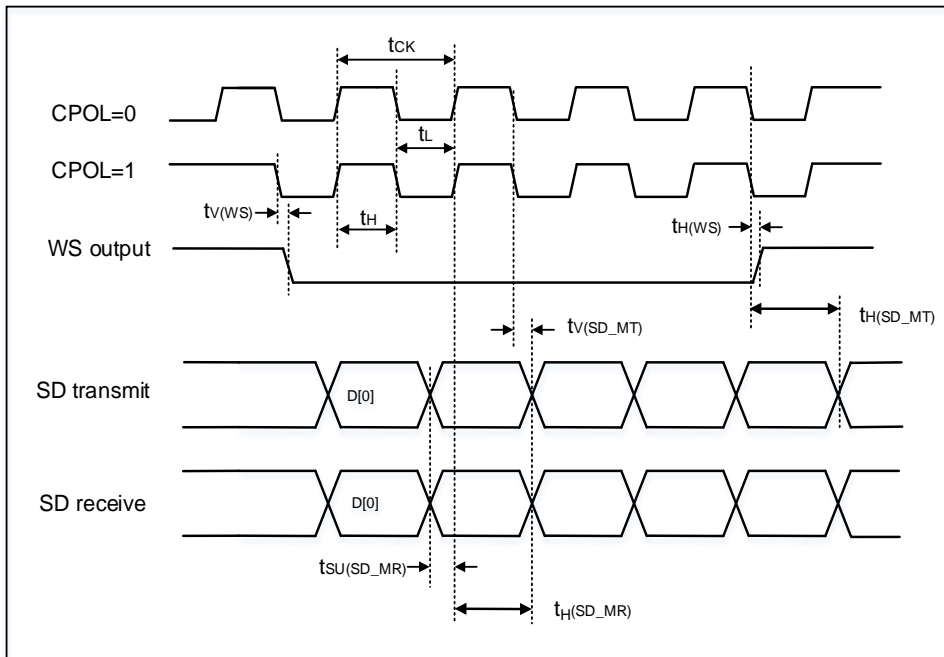 tCK
CPOL=0
tL
CPOL=1
tV(WS)
tH
tH(WS)
WS output
tV(SD_MT)
tH(SD_MT)
SD transmit
D[0]
SD receive
D[0]
tSU(SD_MR)
tH(SD_MR)